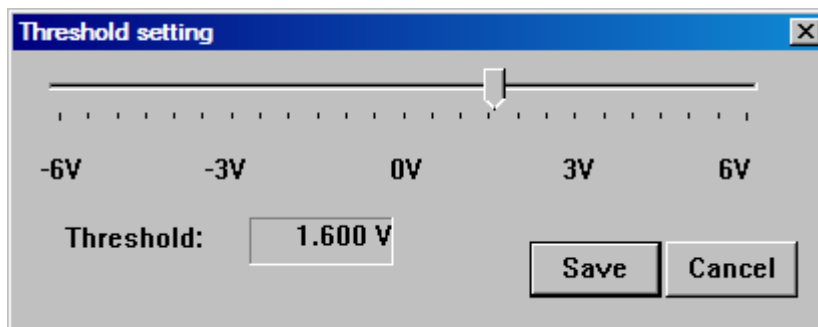 Threshold setting
-6V -3V 0V 3V 6V
Threshold: 1.600 V
Save Cancel